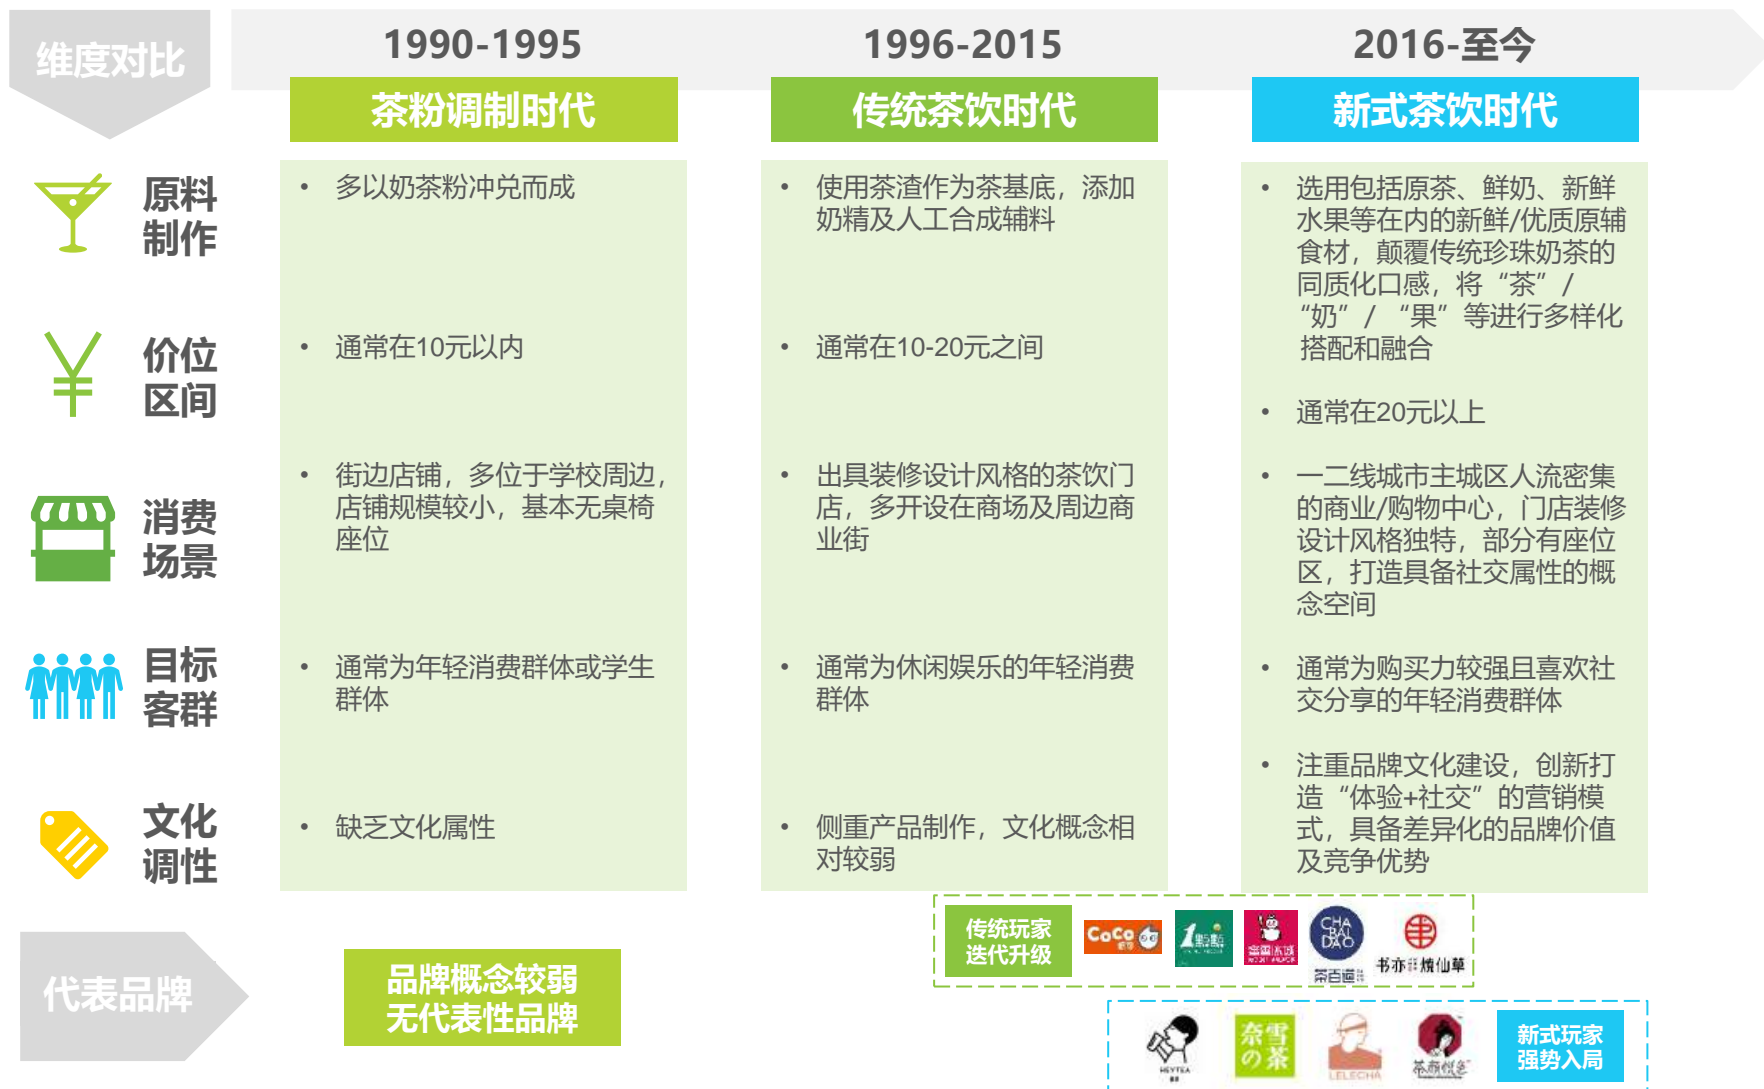 维度对比
1990-1995
1996-2015
2016-至今
茶粉调制时代
传统茶饮时代
新式茶饮时代
原料
制作
• 多以奶茶粉冲兑而成
• 使用茶渣作为茶基底，添加
奶精及人工合成辅料
• 选用包括原茶、鲜奶、新鲜
水果等在内的新鲜/优质原辅
食材，颠覆传统珍珠奶茶的
同质化口感，将“茶”/
“奶”/ “果”等进行多样化
搭配和融合
价位
区间
• 通常在10元以内
• 通常在10-20元之间
• 通常在20元以上
消费
场景
• 街边店铺，多位于学校周边，
店铺规模较小，基本无桌椅
座位
• 出具装修设计风格的茶饮门
店，多开设在商场及周边商
业街
• 一二线城市主城区人流密集
的商业/购物中心，门店装修
设计风格独特，部分有座位
区，打造具备社交属性的概
念空间
目标
客群
• 通常为年轻消费群体或学生
群体
• 通常为休闲娱乐的年轻消费
群体
• 通常为购买力较强且喜欢社
交分享的年轻消费群体
文化
调性
• 缺乏文化属性
• 侧重产品制作，文化概念相
对较弱
• 注重品牌文化建设，创新打
造“体验+社交”的营销模
式，具备差异化的品牌价值
及竞争优势
代表品牌
品牌概念较弱
无代表性品牌
传统玩家
迭代升级
CoCo
1點點
蜜雪冰城
CHA
BAI
DAO
茶百道
书亦燒仙草
HEYTEA
奈雪
の茶
LELECHA
茶颜悦色
新式玩家
强势入局